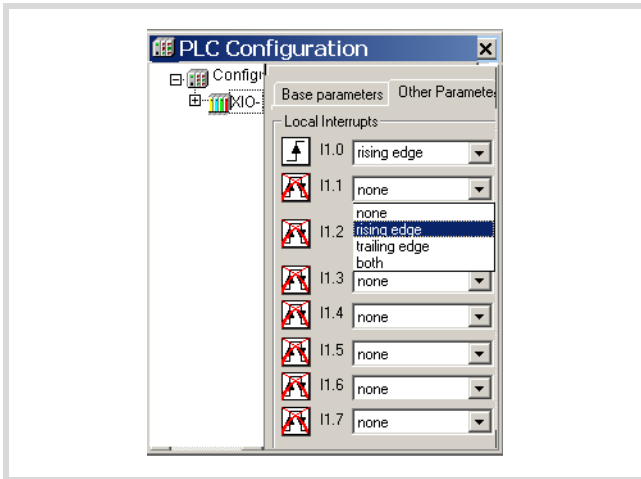 PLC Configuration
Configr
XIO-
Base parameters Other Parameter
Local Interrupts
I1.0 rising edge
I1.1 none
none
rising edge
I1.2
trailing edge
both
I1.3 none
I1.4 none
I1.5 none
I1.6 none
I1.7 none